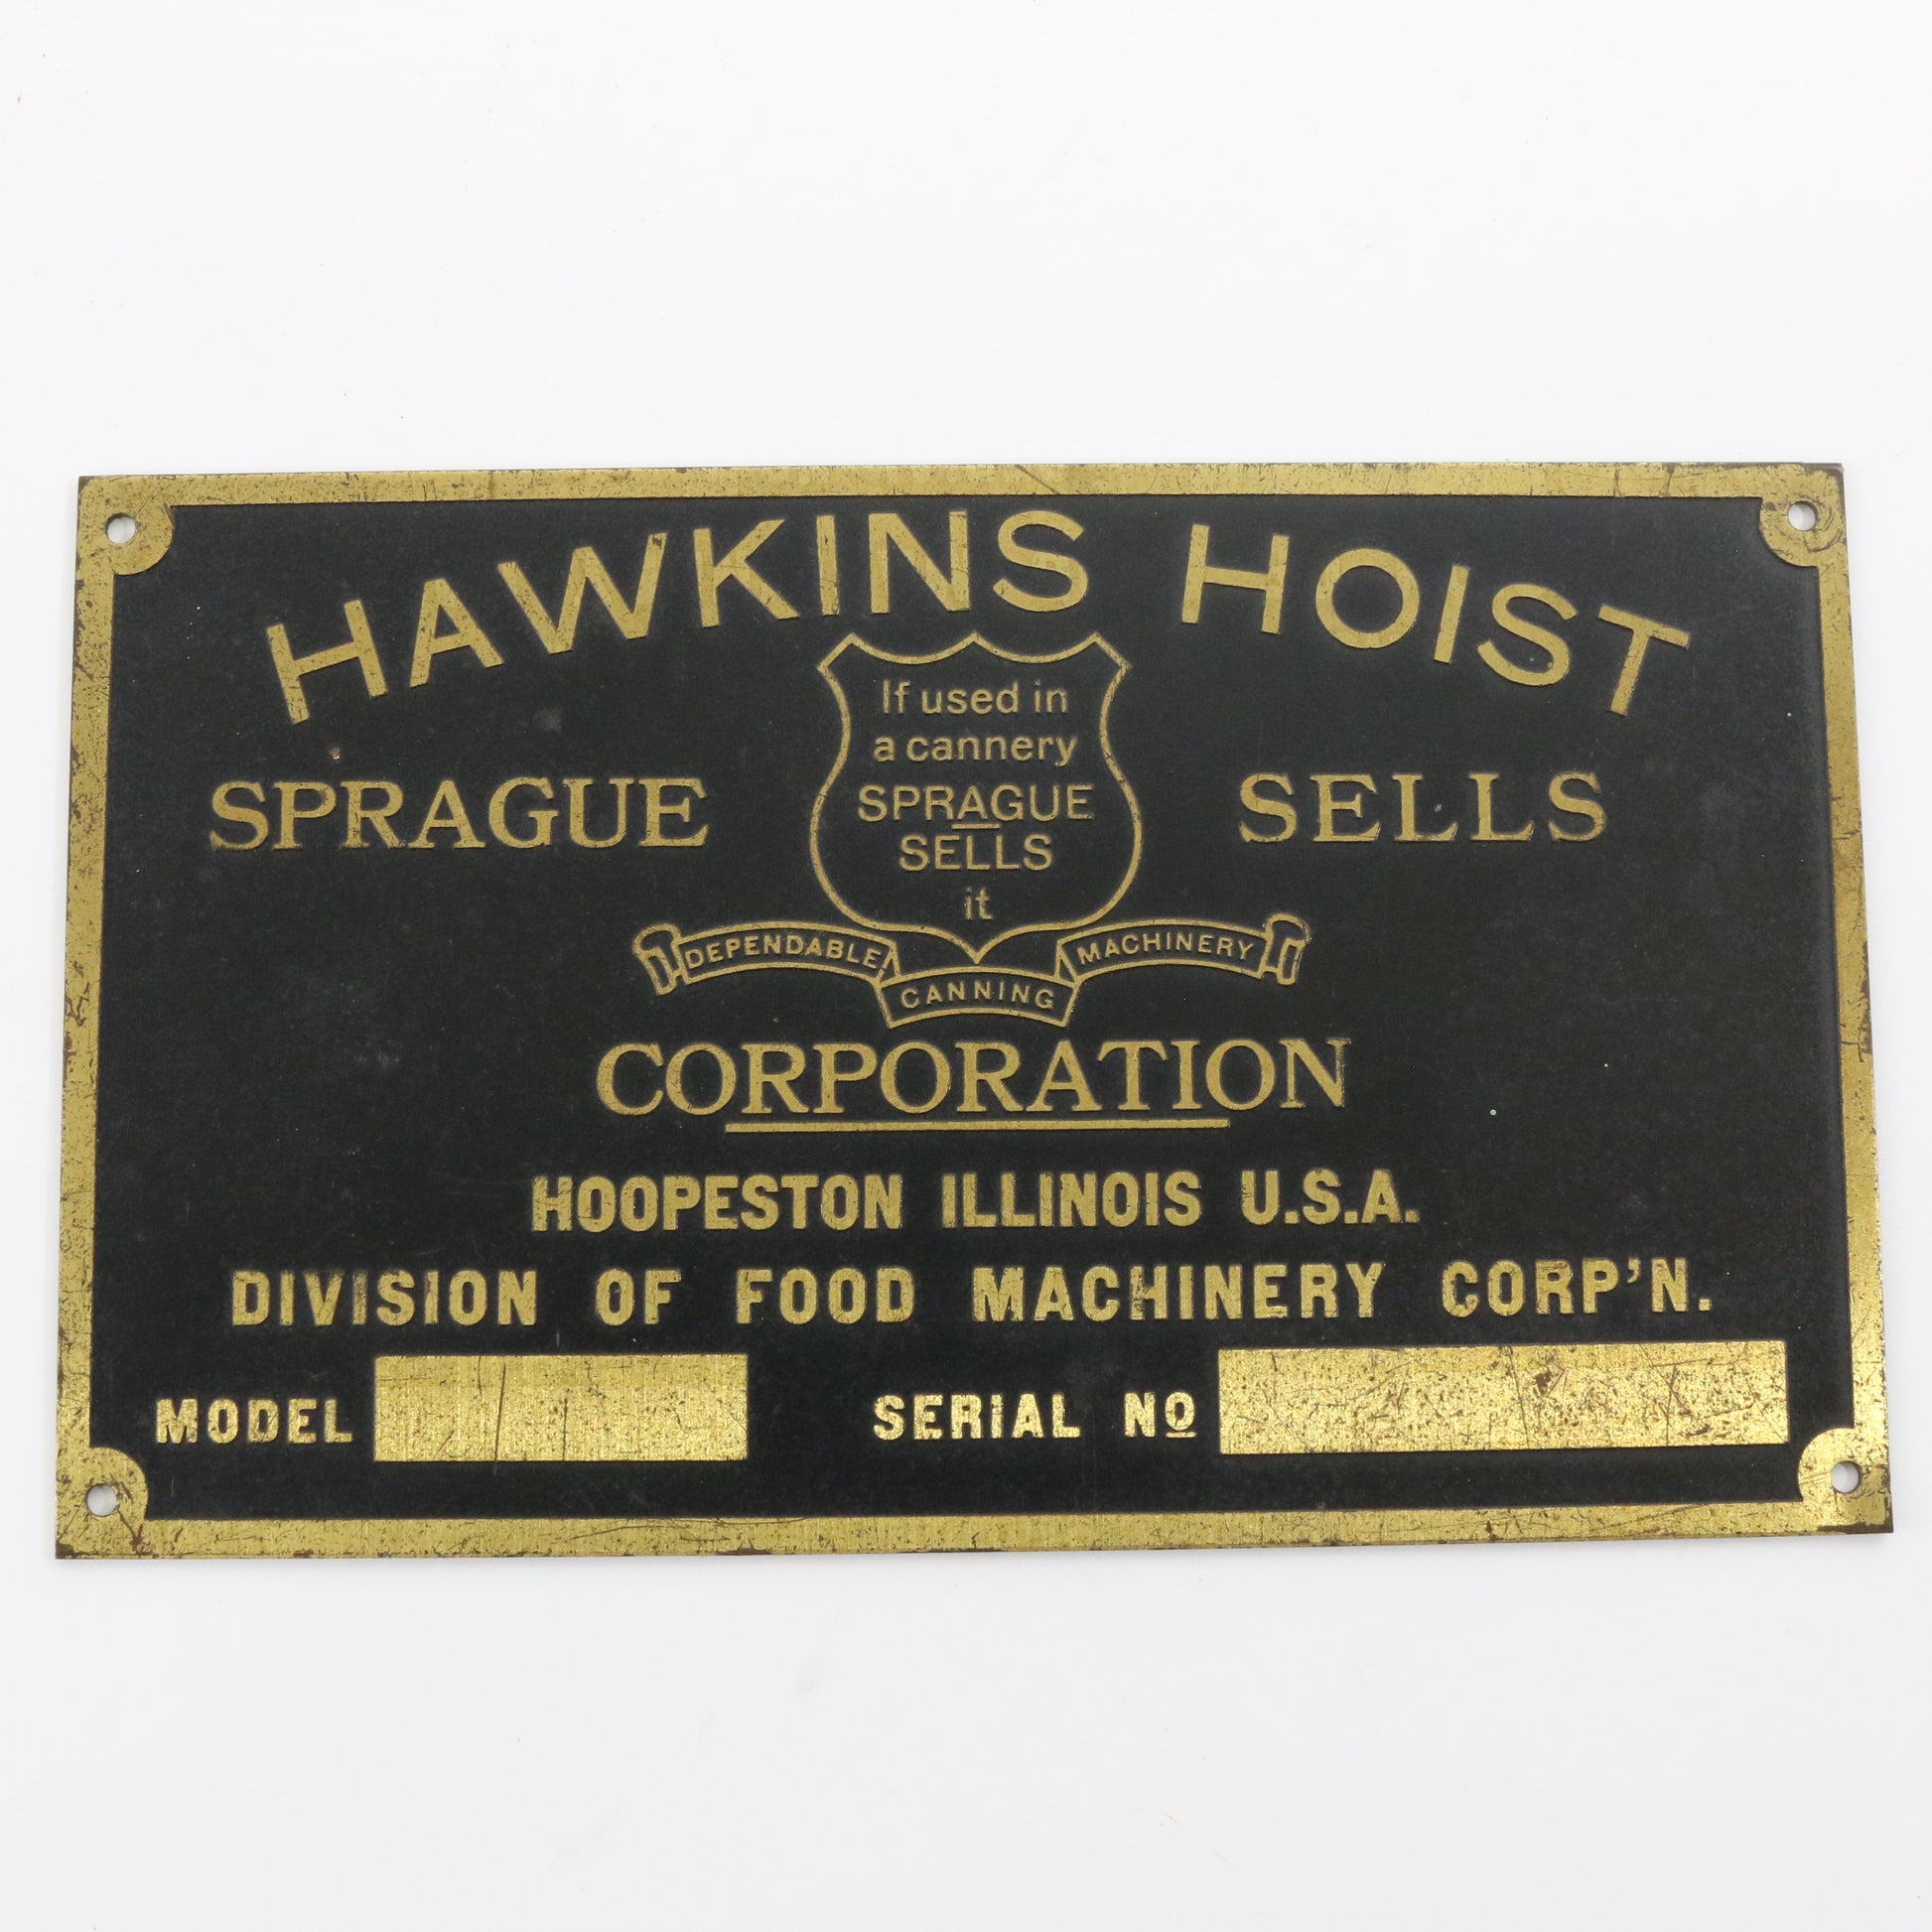 HAWKINS HOIST
If used in
a cannery
SPRAGUE
SELLS
it
SPRAGUE SELLS
DEPENDABLE CANNING MACHINERY
CORPORATION
HOOPESTON ILLINOIS U.S.A.
DIVISION OF FOOD MACHINERY CORP'N.
MODEL SERIAL No